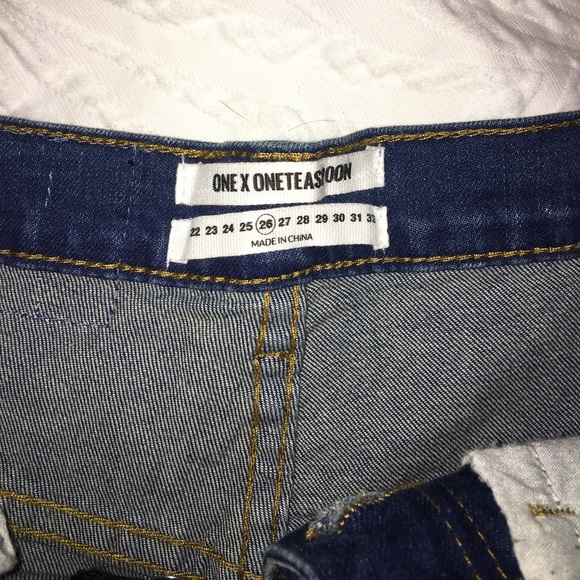 ONE X ONETEASPOON
22 23 24 25 26 27 28 29 30 31 32
MADE IN CHINA